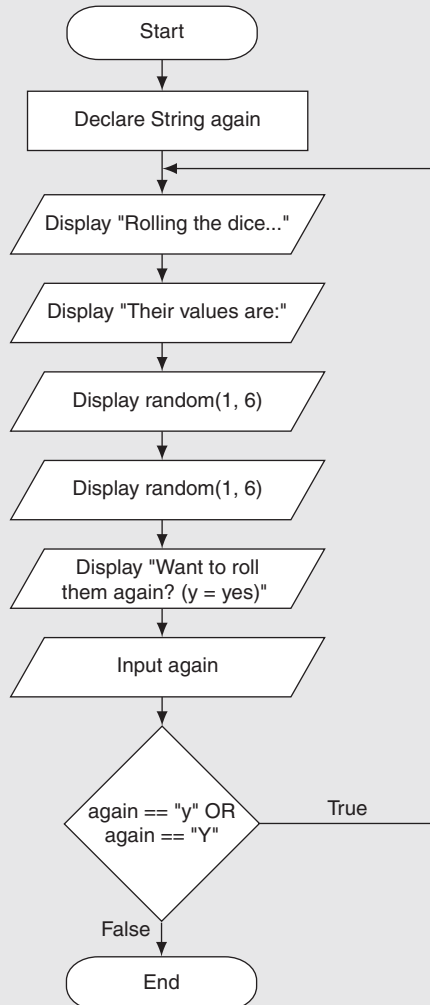 Start
Declare String again
Display "Rolling the dice..."
Display "Their values are:"
Display random(1, 6)
Display random(1, 6)
Display "Want to roll
them again? (y = yes)"
Input again
again == "y" OR
again == "Y"
True
False
End